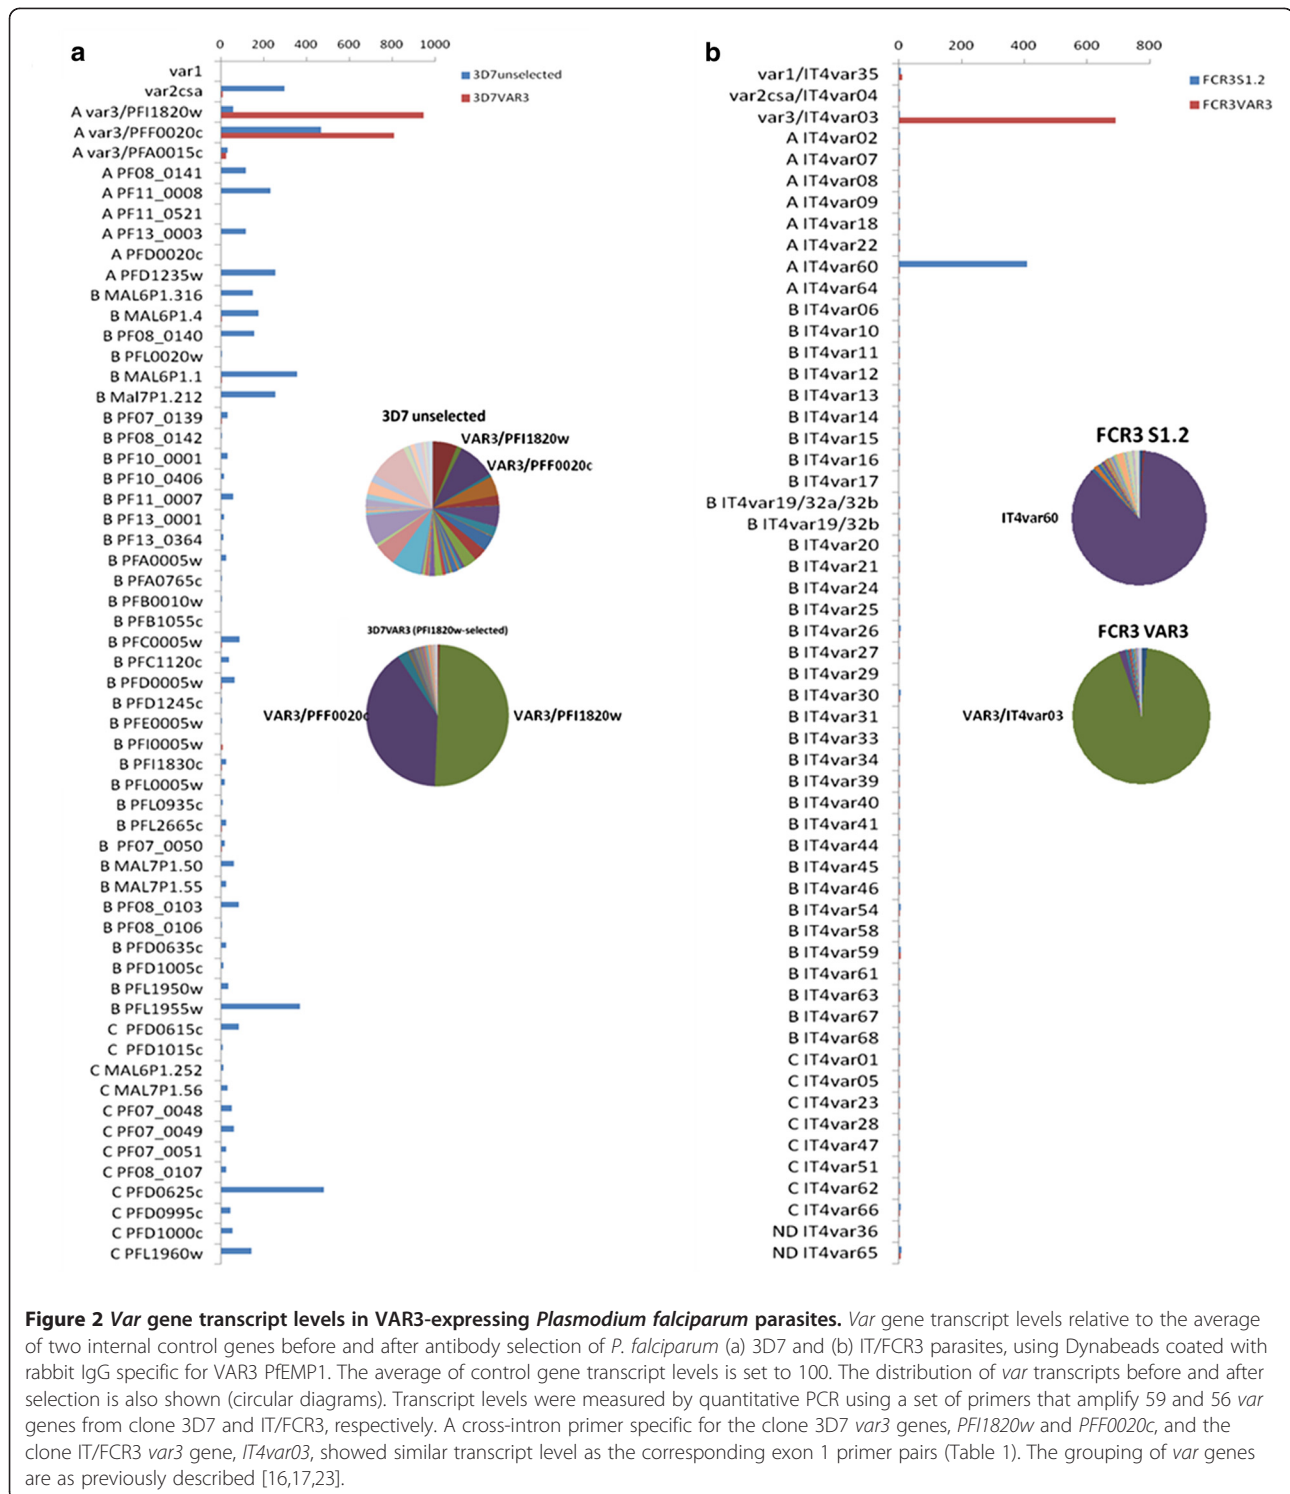 a
0 200 400 600 800 1000
3D7unselected
3D7VAR3
var1
var2csa
A var3/PFI1820w
A var3/PFF0020c
A var3/PFA0015c
A PF08_0141
A PF11_0008
A PF11_0521
A PF13_0003
A PFD0020c
A PFD1235w
B MAL6P1.316
B MAL6P1.4
B PF08_0140
B PFL0020w
B MAL6P1.1
B Mal7P1.212
B PF07_0139
B PF08_0142
B PF10_0001
B PF10_0406
B PF11_0007
B PF13_0001
B PF13_0364
B PFA0005w
B PFA0765c
B PFB0010w
B PFB1055c
B PFC0005w
B PFC1120c
B PFD0005w
B PFD1245c
B PFE0005w
B PFI0005w
B PFI1830c
B PFL0005w
B PFL0935c
B PFL2665c
B PF07_0050
B MAL7P1.50
B MAL7P1.55
B PF08_0103
B PF08_0106
B PFD0635c
B PFD1005c
B PFL1950w
B PFL1955w
C PFD0615c
C PFD1015c
C MAL6P1.252
C MAL7P1.56
C PF07_0048
C PF07_0049
C PF07_0051
C PF08_0107
C PFD0625c
C PFD0995c
C PFD1000c
C PFL1960w
3D7 unselected
VAR3/PFI1820w
VAR3/PFF0020c
3D7VAR3 (PFI1820w-selected)
VAR3/PFF0020c
VAR3/PFI1820w
b
0 200 400 600 800
FCR3S1.2
FCR3VAR3
var1/IT4var35
var2csa/IT4var04
var3/IT4var03
A IT4var02
A IT4var07
A IT4var08
A IT4var09
A IT4var18
A IT4var22
A IT4var60
A IT4var64
B IT4var06
B IT4var10
B IT4var11
B IT4var12
B IT4var13
B IT4var14
B IT4var15
B IT4var16
B IT4var17
B IT4var19/32a/32b
B IT4var19/32b
B IT4var20
B IT4var21
B IT4var24
B IT4var25
B IT4var26
B IT4var27
B IT4var29
B IT4var30
B IT4var31
B IT4var33
B IT4var34
B IT4var39
B IT4var40
B IT4var41
B IT4var44
B IT4var45
B IT4var46
B IT4var54
B IT4var58
B IT4var59
B IT4var61
B IT4var63
B IT4var67
B IT4var68
C IT4var01
C IT4var05
C IT4var23
C IT4var28
C IT4var47
C IT4var51
C IT4var62
C IT4var66
ND IT4var36
ND IT4var65
FCR3 S1.2
IT4var60
FCR3 VAR3
VAR3/IT4var03
Figure 2 Var gene transcript levels in VAR3-expressing Plasmodium falciparum parasites. Var gene transcript levels relative to the average
of two internal control genes before and after antibody selection of P. falciparum (a) 3D7 and (b) IT/FCR3 parasites, using Dynabeads coated with
rabbit IgG specific for VAR3 PfEMP1. The average of control gene transcript levels is set to 100. The distribution of var transcripts before and after
selection is also shown (circular diagrams). Transcript levels were measured by quantitative PCR using a set of primers that amplify 59 and 56 var
genes from clone 3D7 and IT/FCR3, respectively. A cross-intron primer specific for the clone 3D7 var3 genes, PFI1820w and PFF0020c, and the
clone IT/FCR3 var3 gene, IT4var03, showed similar transcript level as the corresponding exon 1 primer pairs (Table 1). The grouping of var genes
are as previously described [16,17,23].